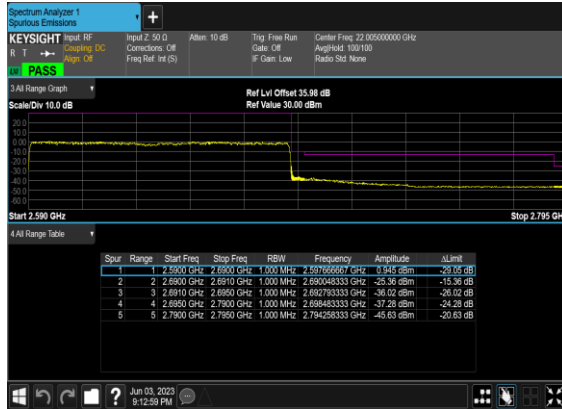 Spectrum Analyzer 1
Spurious Emissions
+
KEYSIGHT
R T
LXI
PASS
Input: RF
Coupling: DC
Align: Off
Input Z: 50 Ω
Corrections: Off
Freq Ref: Int (S)
Atten: 10 dB
Trig: Free Run
Gate: Off
IF Gain: Low
Center Freq: 22.005000000 GHz
Avg|Hold: 100/100
Radio Std: None
3 All Range Graph
Scale/Div 10.0 dB
Ref Lvl Offset 35.98 dB
Ref Value 30.00 dBm
20.0
10.0
0.00
-10.0
-20.0
-30.0
-40.0
-50.0
-60.0
Start 2.590 GHz
Stop 2.795 GH
4 All Range Table
Spur Range Start Freq Stop Freq RBW Frequency Amplitude ΔLimit
1 1 2.5900 GHz 2.6900 GHz 1.000 MHz 2.597666667 GHz 0.945 dBm -29.05 dB
2 2 2.6900 GHz 2.6910 GHz 1.000 MHz 2.690048333 GHz -25.36 dBm -15.36 dB
3 3 2.6910 GHz 2.6950 GHz 1.000 MHz 2.692793333 GHz -36.02 dBm -26.02 dB
4 4 2.6950 GHz 2.7900 GHz 1.000 MHz 2.698483333 GHz -37.28 dBm -24.28 dB
5 5 2.7900 GHz 2.7950 GHz 1.000 MHz 2.794258333 GHz -45.63 dBm -20.63 dB
?
Jun 03, 2023
9:12:59 PM